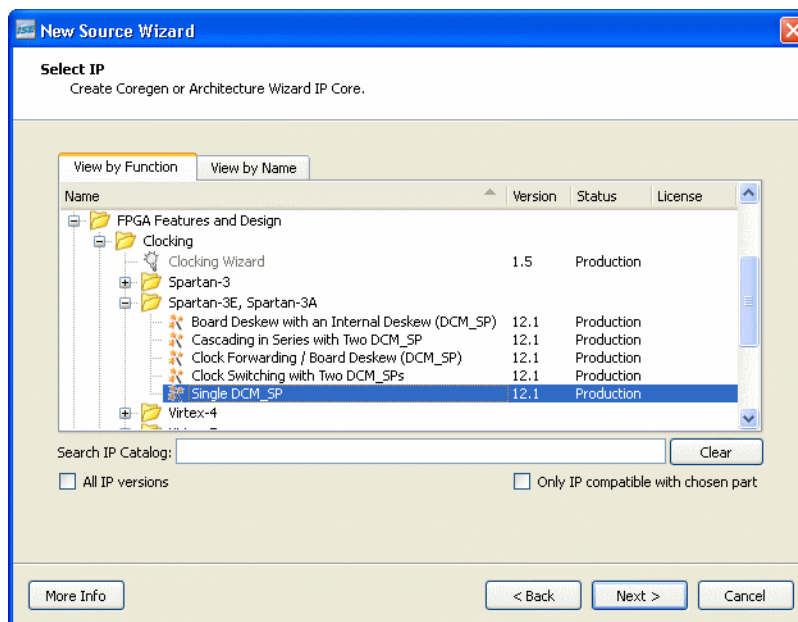 ISE New Source Wizard
Select IP
Create Coregen or Architecture Wizard IP Core.
View by Function View by Name
Name Version Status License
FPGA Features and Design
Clocking
Clocking Wizard 1.5 Production
Spartan-3
Spartan-3E, Spartan-3A
Board Deskew with an Internal Deskew (DCM_SP) 12.1 Production
Cascading in Series with Two DCM_SP 12.1 Production
Clock Forwarding / Board Deskew (DCM_SP) 12.1 Production
Clock Switching with Two DCM_SPs 12.1 Production
Single DCM_SP 12.1 Production
Virtex-4
Search IP Catalog: Clear
All IP versions Only IP compatible with chosen part
More Info < Back Next > Cancel